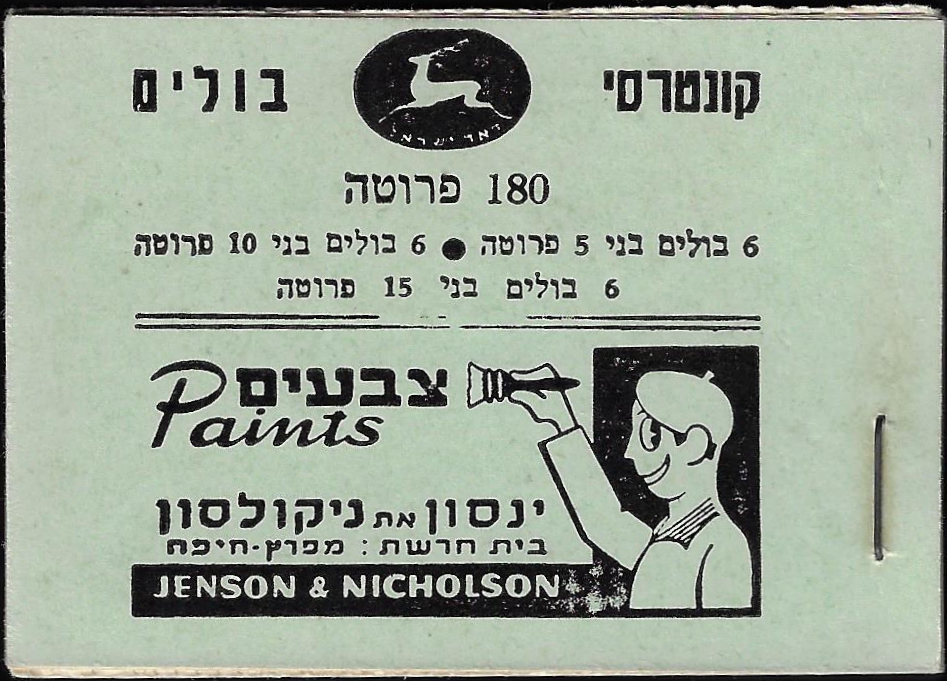 קונטרסי בולים
דאר ישראל
180 פרוטה
6 בולים בני 5 פרוטה ● 6 בולים בני 10 פרוטה
6 בולים בני 15 פרוטה
צבעים
Paints
ינסון את ניקולסון
בית חרשת: מפרץ-חיפה
JENSON & NICHOLSON